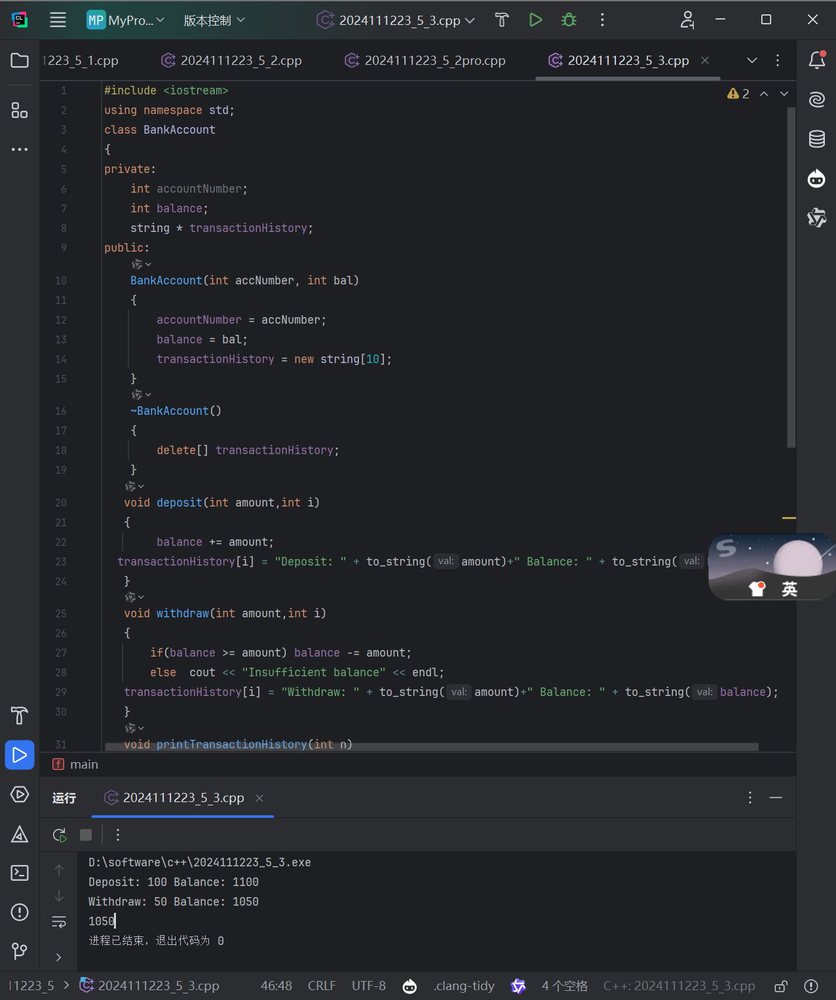 MP MyPro... 版本控制 2024111223_5_3.cpp
1223_5_1.cpp 2024111223_5_2.cpp 2024111223_5_2pro.cpp 2024111223_5_3.cpp
2
1 #include <iostream>
2 using namespace std;
3 class BankAccount
4 {
5 private:
6 int accountNumber;
7 int balance;
8 string * transactionHistory;
9 public:
10 BankAccount(int accNumber, int bal)
11 {
12 accountNumber = accNumber;
13 balance = bal;
14 transactionHistory = new string[10];
15 }
16 ~BankAccount()
17 {
18 delete[] transactionHistory;
19 }
20 void deposit(int amount,int i)
21 {
22 balance += amount;
23 transactionHistory[i] = "Deposit: " + to_string( val: amount)+" Balance: " + to_string( val:
24 }
英
25 void withdraw(int amount,int i)
26 {
27 if(balance >= amount) balance -= amount;
28 else cout << "Insufficient balance" << endl;
29 transactionHistory[i] = "Withdraw: " + to_string( val: amount)+" Balance: " + to_string( val: balance);
30 }
31 void printTransactionHistory(int n)
f main
运行 2024111223_5_3.cpp
D:\software\c++\2024111223_5_3.exe
Deposit: 100 Balance: 1100
Withdraw: 50 Balance: 1050
1050
进程已结束，退出代码为 0
11223_5 2024111223_5_3.cpp 46:48 CRLF UTF-8 .clang-tidy 4 个空格 C++: 2024111223_5_3.cpp